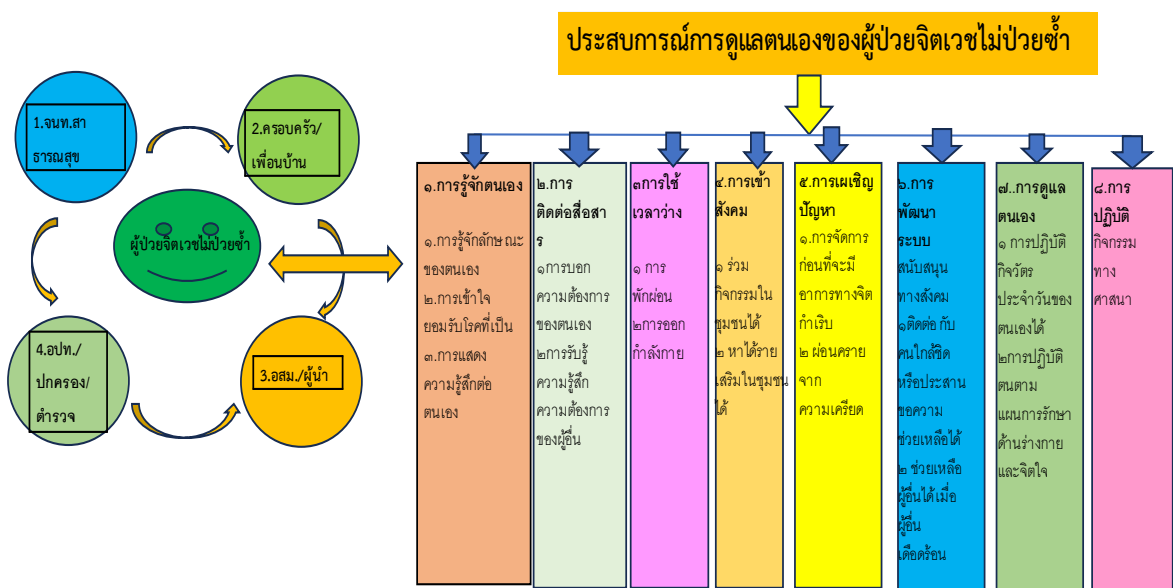 ประสบการณ์การดูแลตนเองของผู้ป่วยจิตเวชไม่ป่วยซ้ำ
1.จนท.สา
ธารณสุข
2.ครอบครัว/
เพื่อนบ้าน
ผู้ป่วยจิตเวชไม่ป่วยซ้ำ
4.อปท./
ปกครอง/
ตำรวจ
3.อสม./ผู้นำ
๑.การรู้จักตนเอง
๑.การรู้จักลักษณะ
ของตนเอง
๒.การเข้าใจ
ยอมรับโรคที่เป็น
๓.การแสดง
ความรู้สึกต่อ
ตนเอง
๒.การ
ติดต่อสื่อสา
ร
๑การบอก
ความต้องการ
ของตนเอง
๒การรับรู้
ความรู้สึก
ความต้องการ
ของผู้อื่น
๓การใช้
เวลาว่าง
๑ การ
พักผ่อน
๒การออก
กำลังกาย
๔.การเข้า
สังคม
๑ ร่วม
กิจกรรมใน
ชุมชนได้
๒ หาได้ราย
เสริมในชุมชน
ได้
๕.การเผเชิญ
ปัญหา
๑.การจัดการ
ก่อนที่จะมี
อาการทางจิต
กำเริบ
๒ ผ่อนคราย
จาก
ความเครียด
๖.การ
พัฒนา
ระบบ
สนับสนุน
ทางสังคม
๑ติดต่อ กับ
คนใกล้ชิด
หรือประสาน
ขอความ
ช่วยเหลือได้
๒ ช่วยเหลือ
ผู้อื่นได้เมื่อ
ผู้อื่น
เดือดร้อน
๗..การดูแล
ตนเอง
๑ การปฏิบัติ
กิจวัตร
ประจำวันของ
ตนเองได้
๒การปฏิบัติ
ตนตาม
แผนการรักษา
ด้านร่างกาย
และจิตใจ
๘.การ
ปฏิบัติ
กิจกรรม
ทาง
ศาสนา